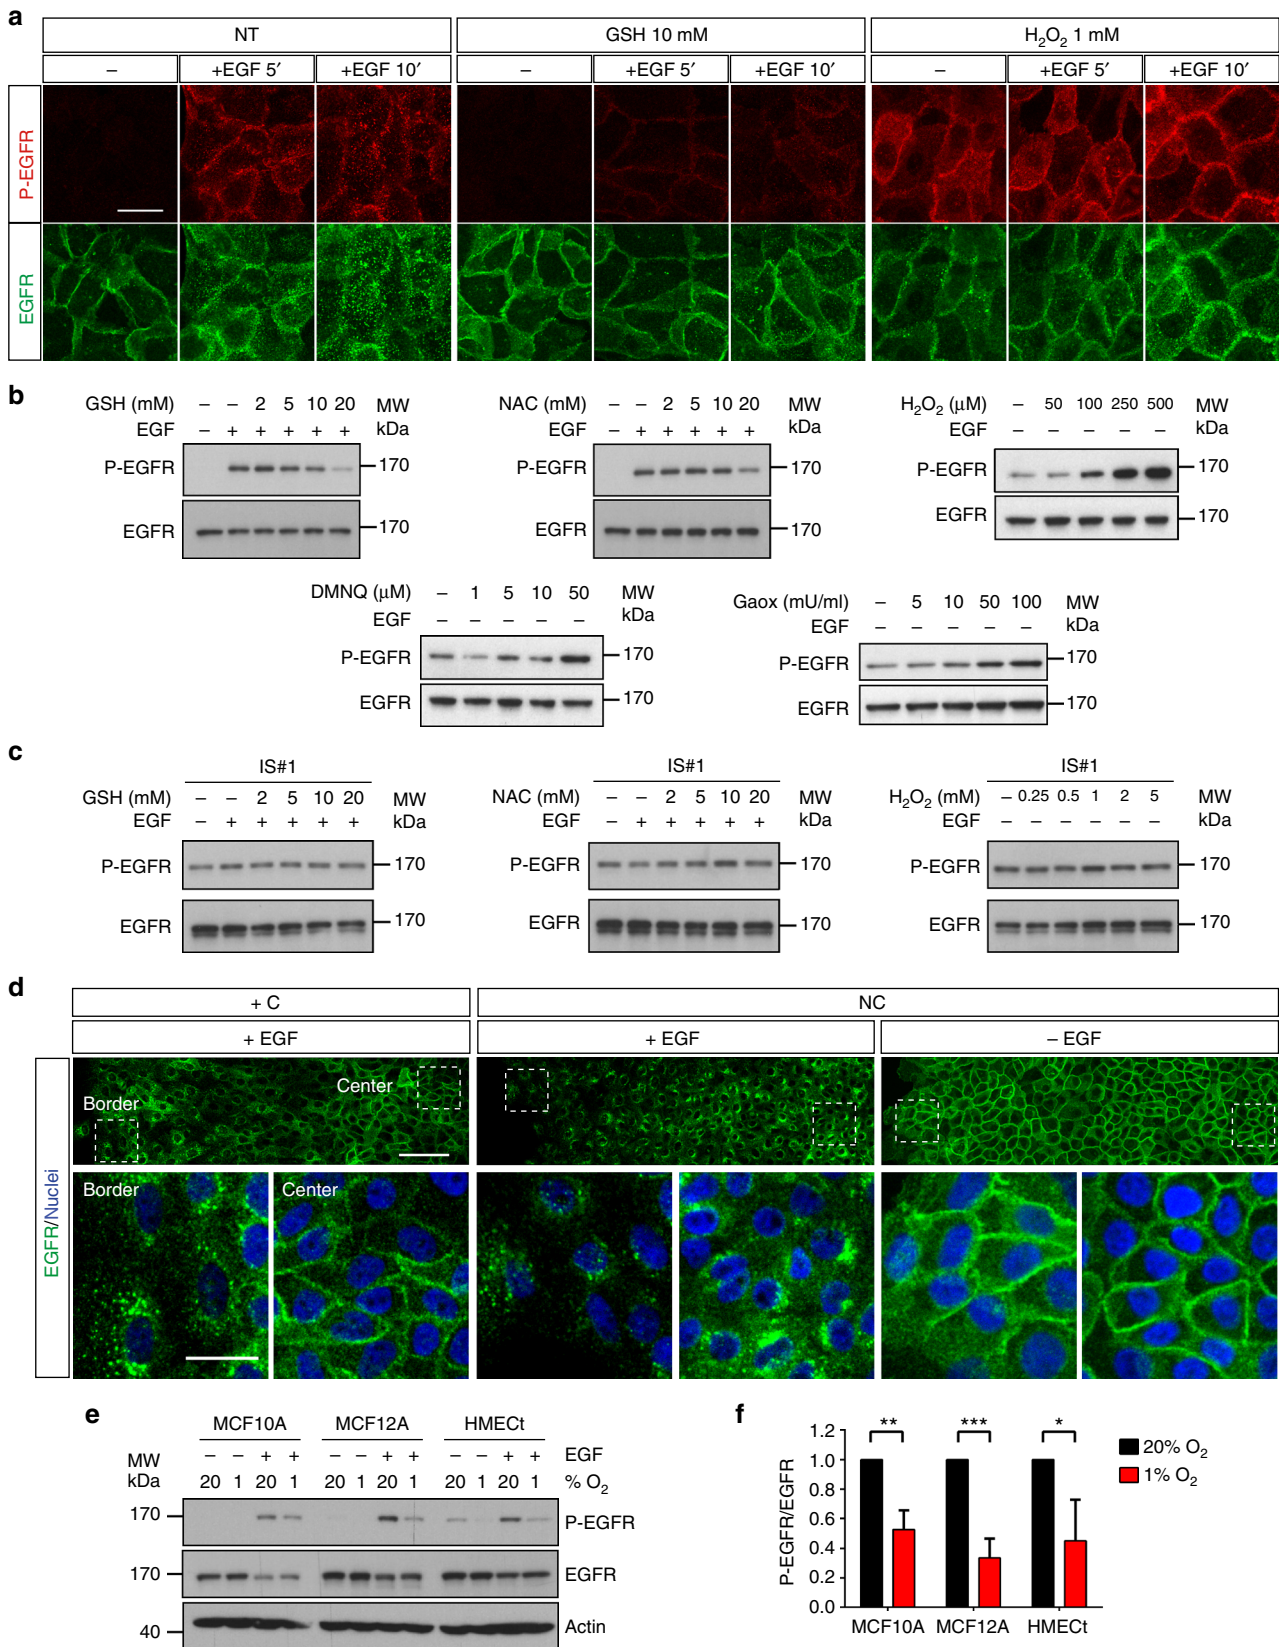 a
NT
GSH 10 mM
H₂O₂ 1 mM
– +EGF 5′ +EGF 10′ – +EGF 5′ +EGF 10′ – +EGF 5′ +EGF 10′
P-EGFR
EGFR
b
GSH (mM) – – 2 5 10 20 MW
EGF – + + + + + kDa
P-EGFR 170
EGFR 170
NAC (mM) – – 2 5 10 20 MW
EGF – + + + + + kDa
P-EGFR 170
EGFR 170
H₂O₂ (μM) – 50 100 250 500 MW
EGF – – – – – kDa
P-EGFR 170
EGFR 170
DMNQ (μM) – 1 5 10 50 MW
EGF – – – – – kDa
P-EGFR 170
EGFR 170
Gaox (mU/ml) – 5 10 50 100 MW
EGF – – – – – kDa
P-EGFR 170
EGFR 170
c
IS#1
GSH (mM) – – 2 5 10 20 MW
EGF – + + + + + kDa
P-EGFR 170
EGFR 170
IS#1
NAC (mM) – – 2 5 10 20 MW
EGF – + + + + + kDa
P-EGFR 170
EGFR 170
IS#1
H₂O₂ (mM) – 0.25 0.5 1 2 5 MW
EGF – – – – – – kDa
P-EGFR 170
EGFR 170
d
+ C
NC
+ EGF
+ EGF
– EGF
EGFR/Nuclei
Border
Center
Border
Center
e
MCF10A MCF12A HMECt
MW – – + + – – + + – – + + EGF
kDa 20 1 20 1 20 1 20 1 20 1 20 1 % O₂
170 P-EGFR
170 EGFR
40 Actin
f
P-EGFR/EGFR
1.2
1.0
0.8
0.6
0.4
0.2
0.0
** *** *
20% O₂
1% O₂
MCF10A MCF12A HMECt